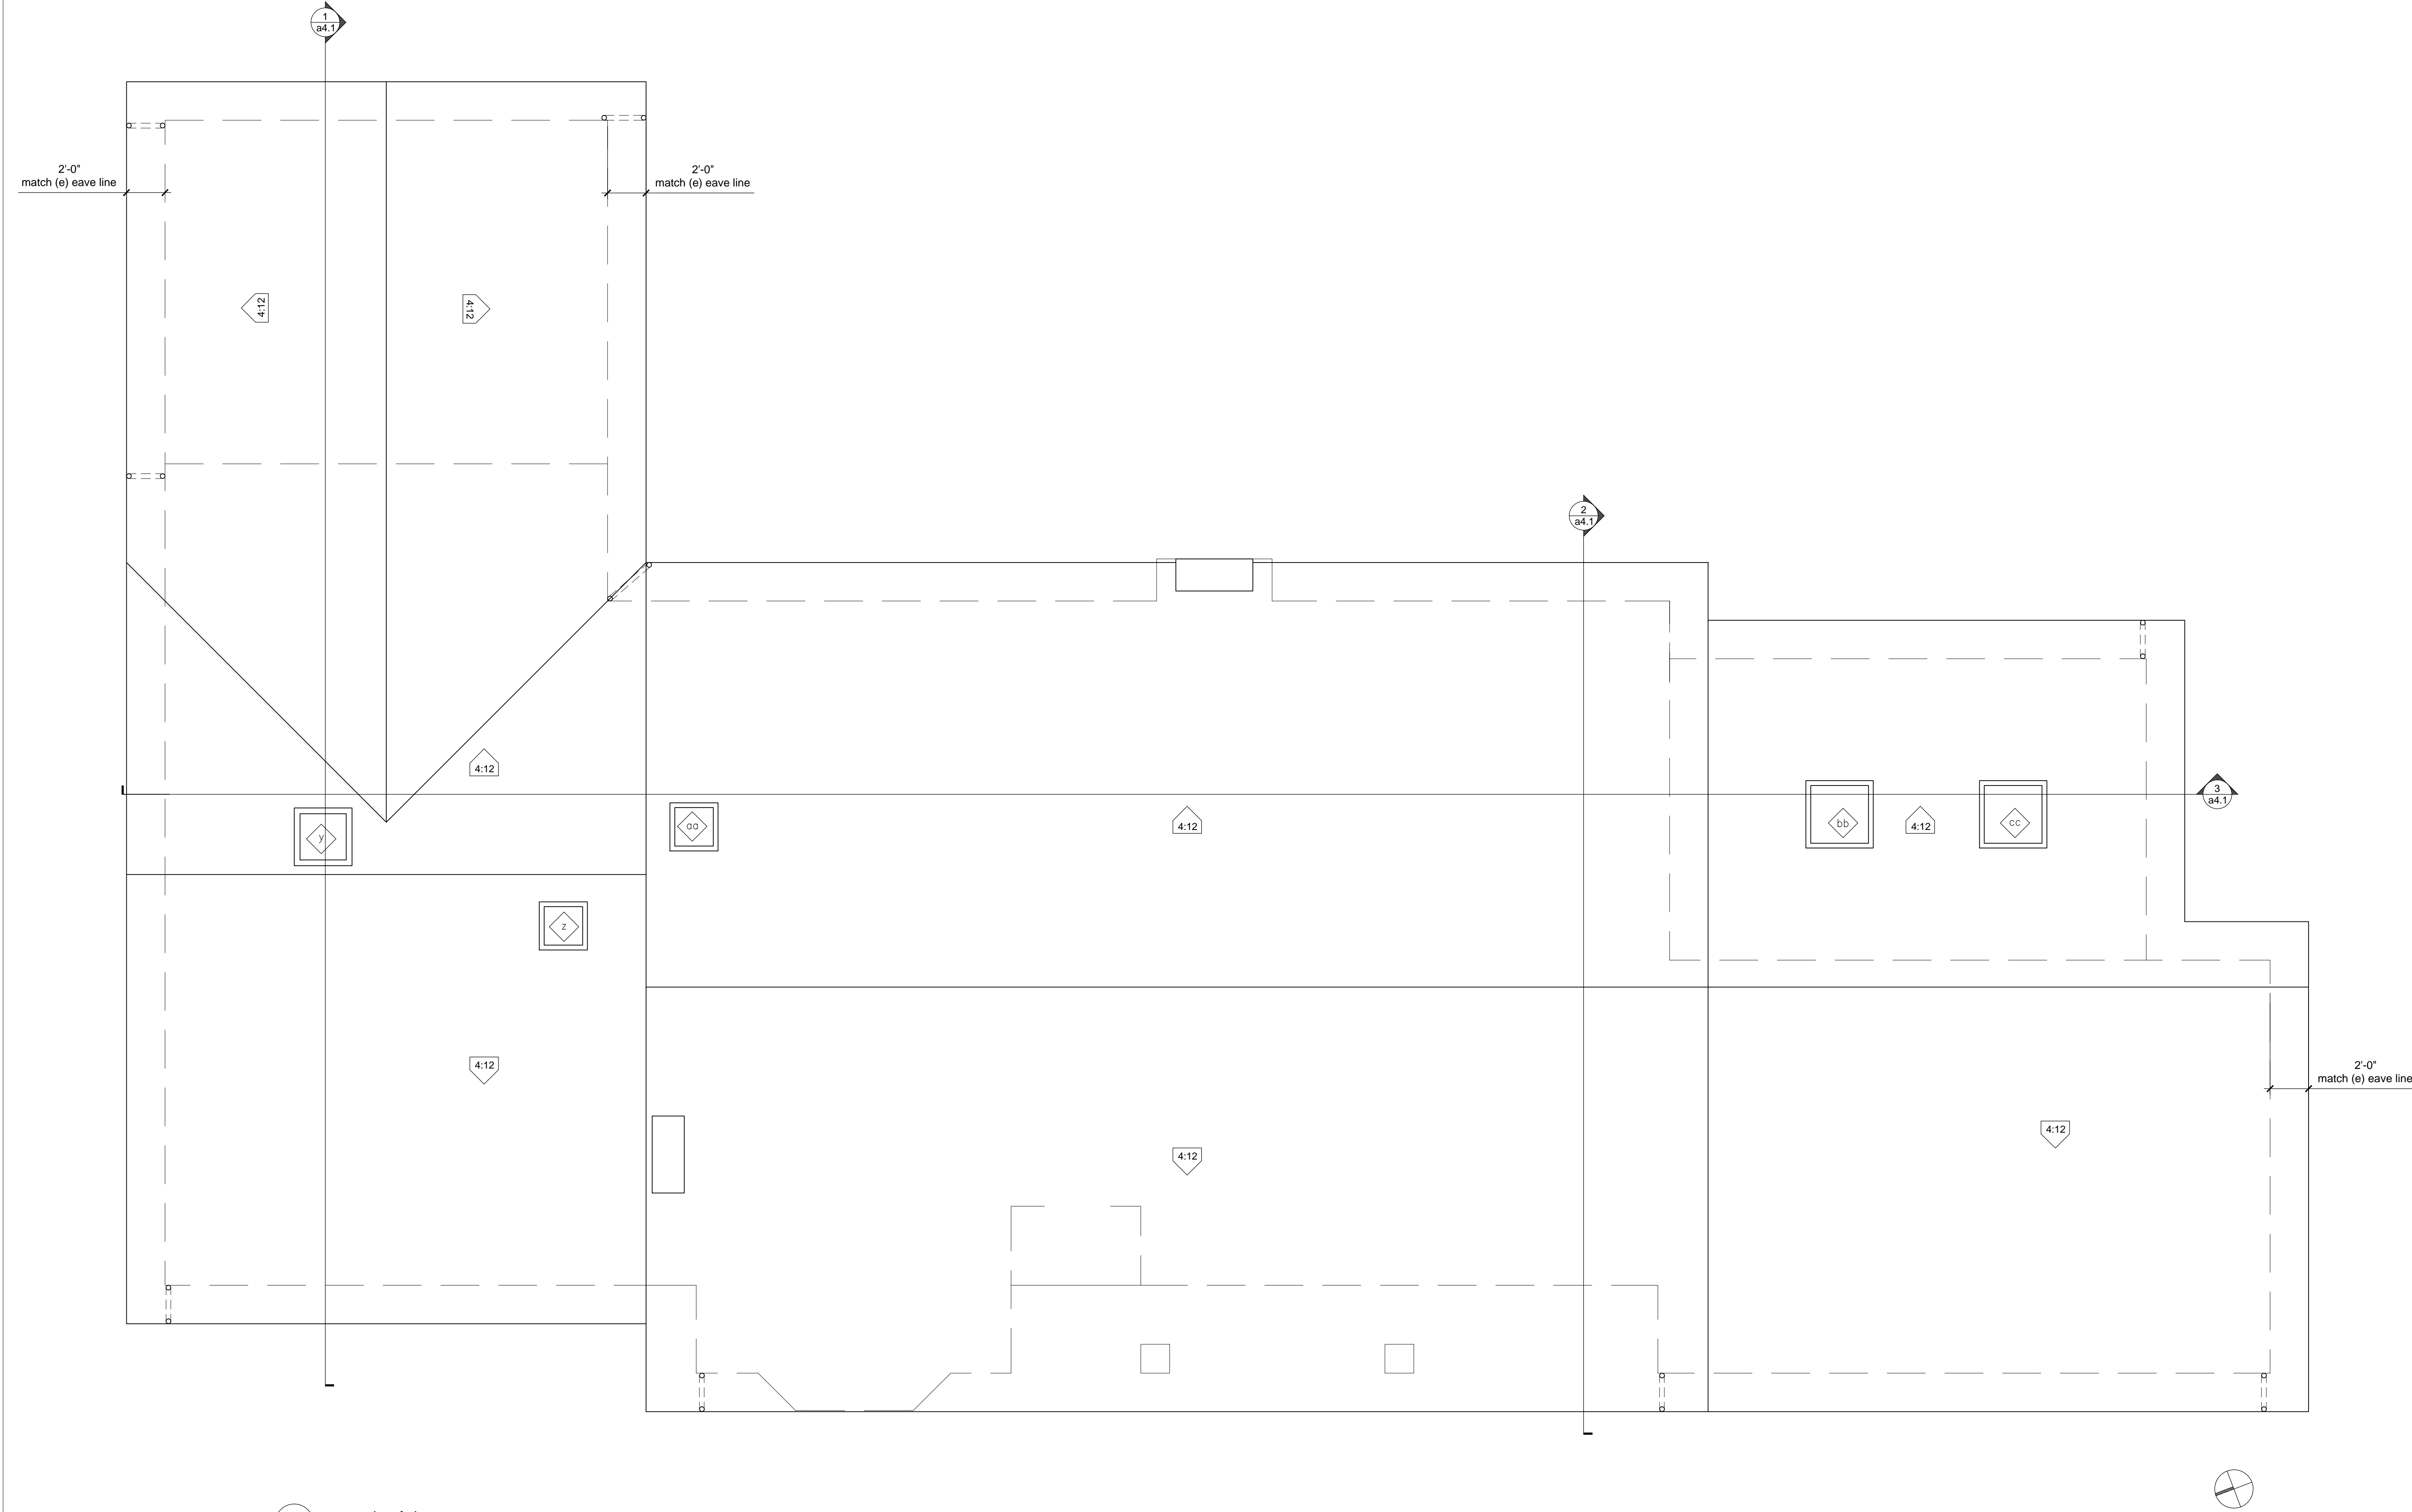 1
a4.1
2'-0"
match (e) eave line
2'-0"
match (e) eave line
4:12
4:12
2
a4.1
4:12
3
a4.1
y
aa
4:12
bb
4:12
cc
z
4:12
2'-0"
match (e) eave line
4:12
4:12